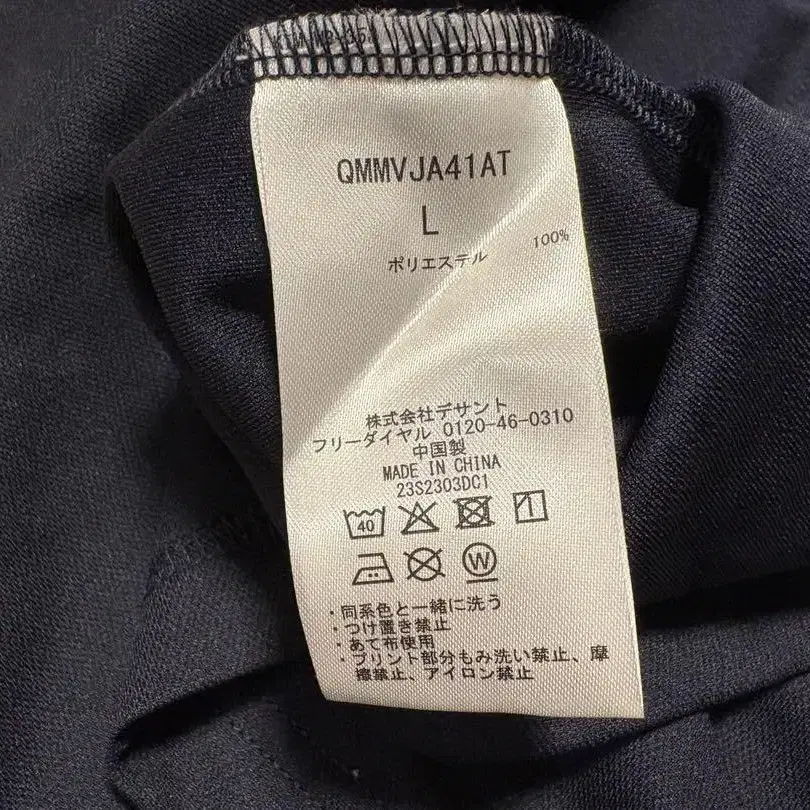 QMMVJA41AT
L
ポリエステル 100%
株式会社デサント
フリーダイヤル 0120-46-0310
中国製
MADE IN CHINA
23S2303DC1
40
W
・同系色と一緒に洗う
・つけ置き禁止
・あて布使用
・プリント部分もみ洗い禁止、摩
擦禁止、アイロン禁止